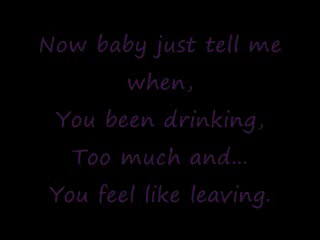 Now baby just tell me
when,
You been drinking,
Too much and...
You feel like leaving.